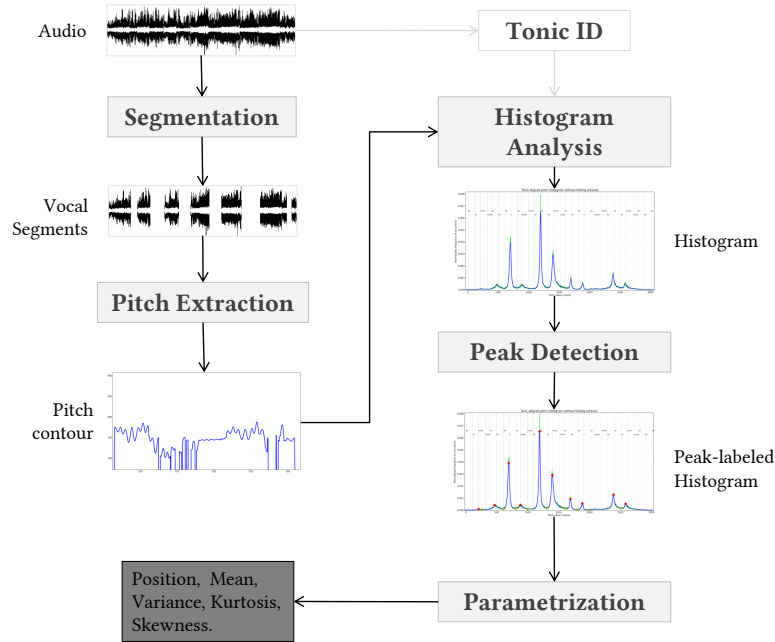 Audio
Tonic ID
Segmentation
Histogram
Analysis
Vocal
Segments
Histogram
Pitch Extraction
Peak Detection
Pitch
contour
Peak-labeled
Histogram
Position, Mean,
Variance, Kurtosis,
Skewness.
Parametrization